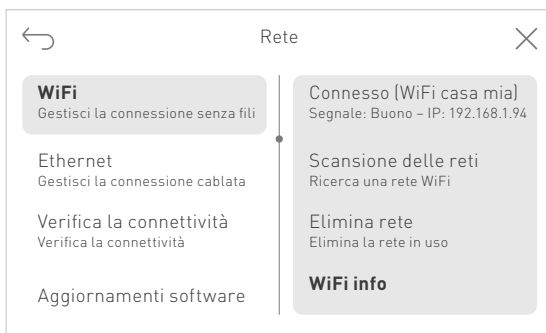 Rete
WiFi
Gestisci la connessione senza fili
Ethernet
Gestisci la connessione cablata
Verifica la connettività
Verifica la connettività
Aggiornamenti software
Connesso (WiFi casa mia)
Segnale: Buono – IP: 192.168.1.94
Scansione delle reti
Ricerca una rete WiFi
Elimina rete
Elimina la rete in uso
WiFi info